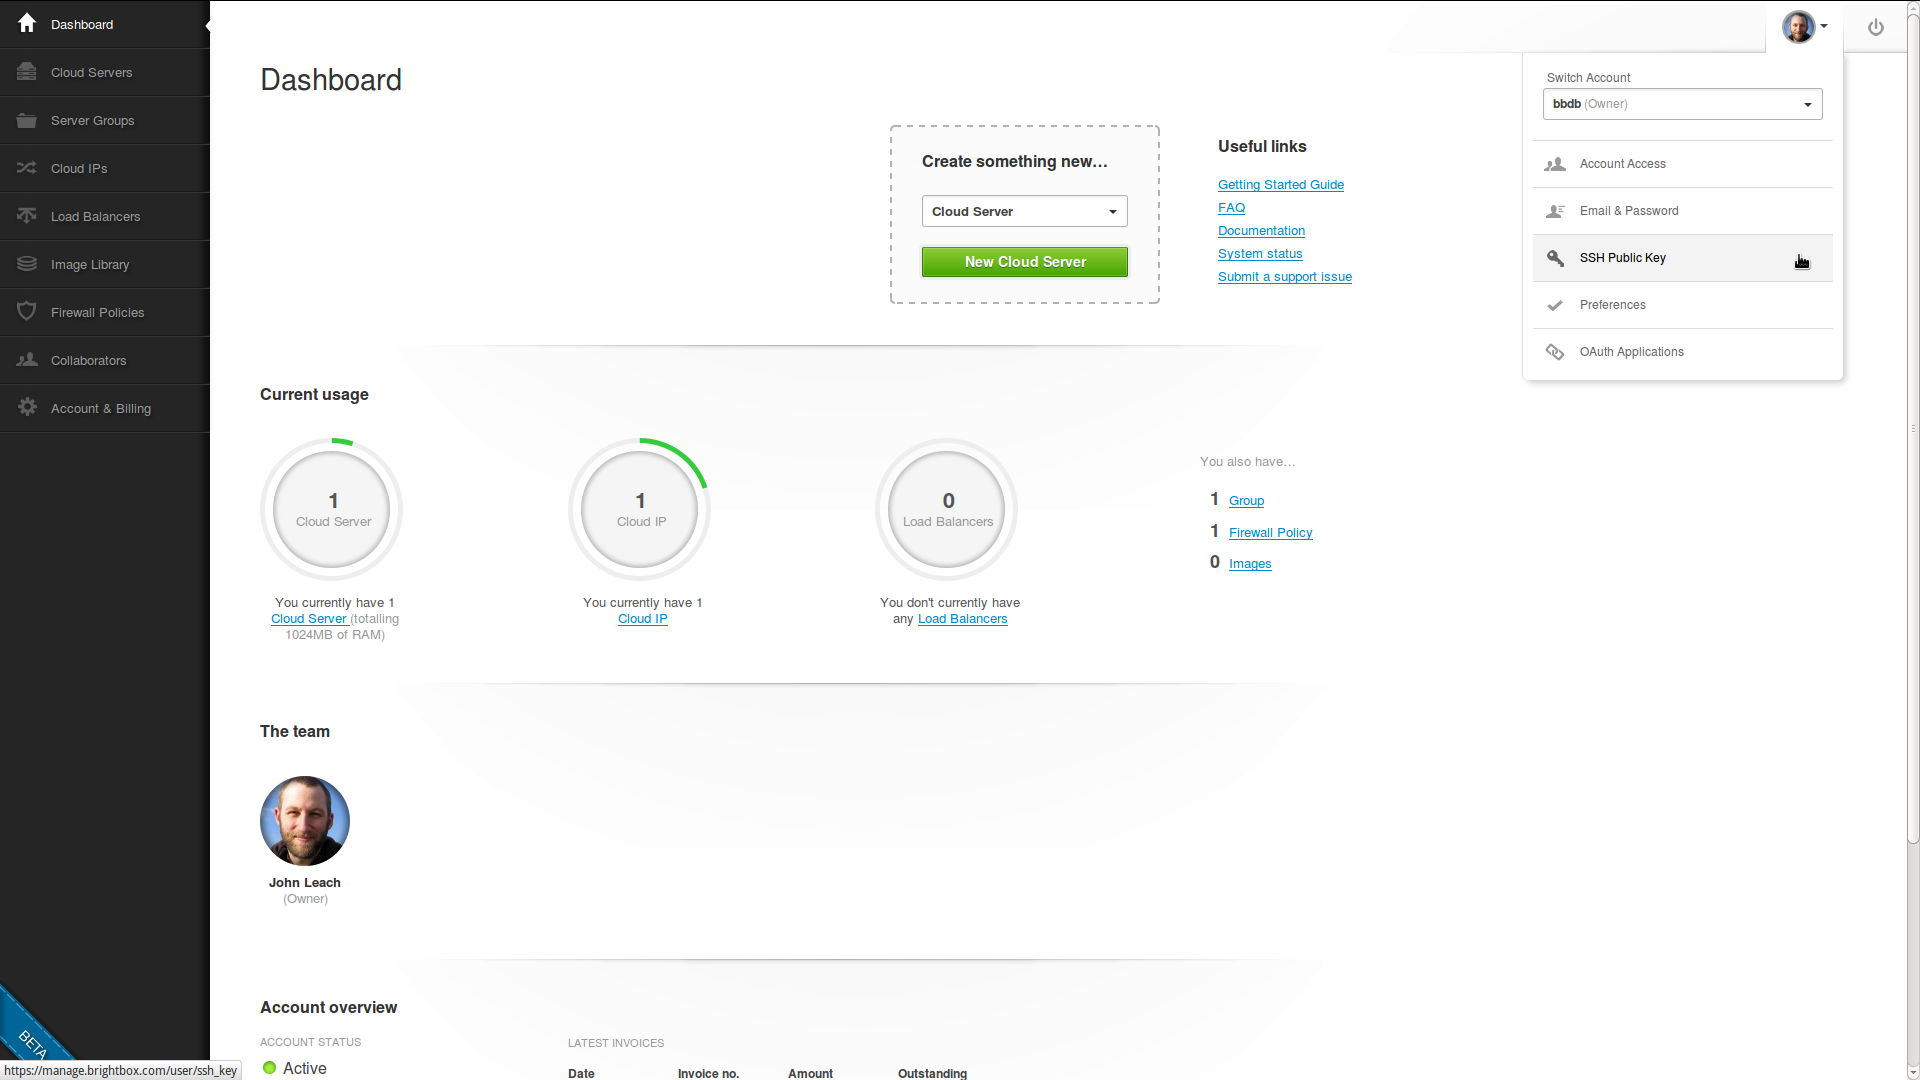 Dashboard
Cloud Servers
Server Groups
Cloud IPs
Load Balancers
Image Library
Firewall Policies
Collaborators
Account & Billing
BETA
https://manage.brightbox.com/user/ssh_key
Dashboard
Create something new...
Cloud Server
New Cloud Server
Useful links
Getting Started Guide
FAQ
Documentation
System status
Submit a support issue
Switch Account
bbdb (Owner)
Account Access
Email & Password
SSH Public Key
Preferences
OAuth Applications
Current usage
1
Cloud Server
You currently have 1
Cloud Server (totalling
1024MB of RAM)
1
Cloud IP
You currently have 1
Cloud IP
0
Load Balancers
You don't currently have
any Load Balancers
You also have...
1 Group
1 Firewall Policy
0 Images
The team
John Leach
(Owner)
Account overview
ACCOUNT STATUS
Active
LATEST INVOICES
Date Invoice no. Amount Outstanding